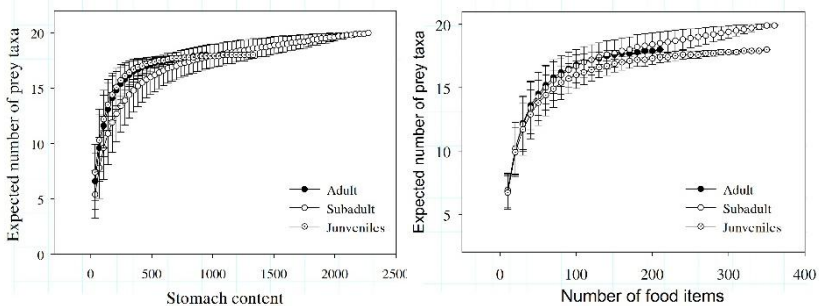 Expected number of prey taxa
20
15
10
5
0
Adult
Subadult
Junveniles
0
500
1000
1500
2000
250
Stomach content
Expected number of prey taxa
20
15
10
5
Adult
Subadult
Junveniles
0
100
200
300
400
Number of food items